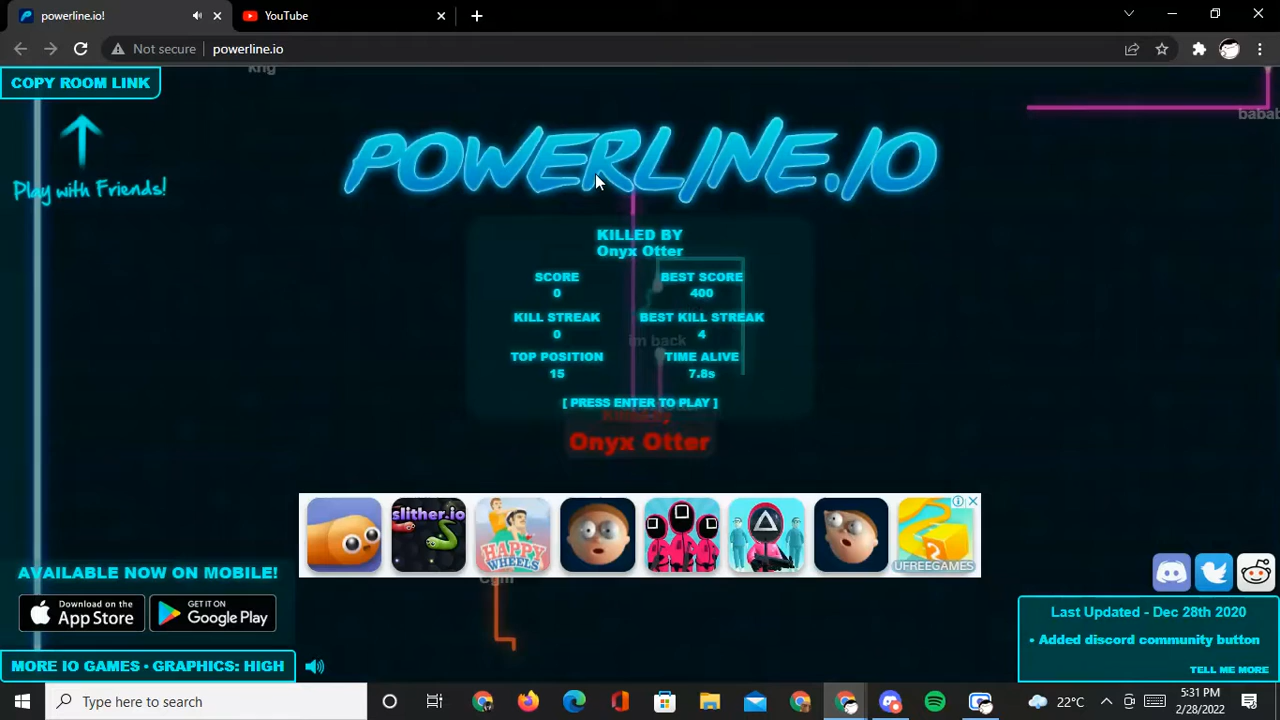 powerline.io!
YouTube
Not secure
powerline.io
king
COPY ROOM LINK
babab
Play with Friends!
POWERLINE.IO
KILLED BY
Onyx Otter
SCORE
0
BEST SCORE
400
KILL STREAK
0
BEST KILL STREAK
4
im back
TOP POSITION
15
TIME ALIVE
7.8s
[ PRESS ENTER TO PLAY ]
Onyx Otter
slither.io
HAPPY
WHEELS
2
UFREEGAMES
AVAILABLE NOW ON MOBILE!
Download on the
App Store
GET IT ON
Google Play
Last Updated - Dec 28th 2020
• Added discord community button
TELL ME MORE
MORE IO GAMES • GRAPHICS: HIGH
Type here to search
22°C
5:31 PM
2/28/2022